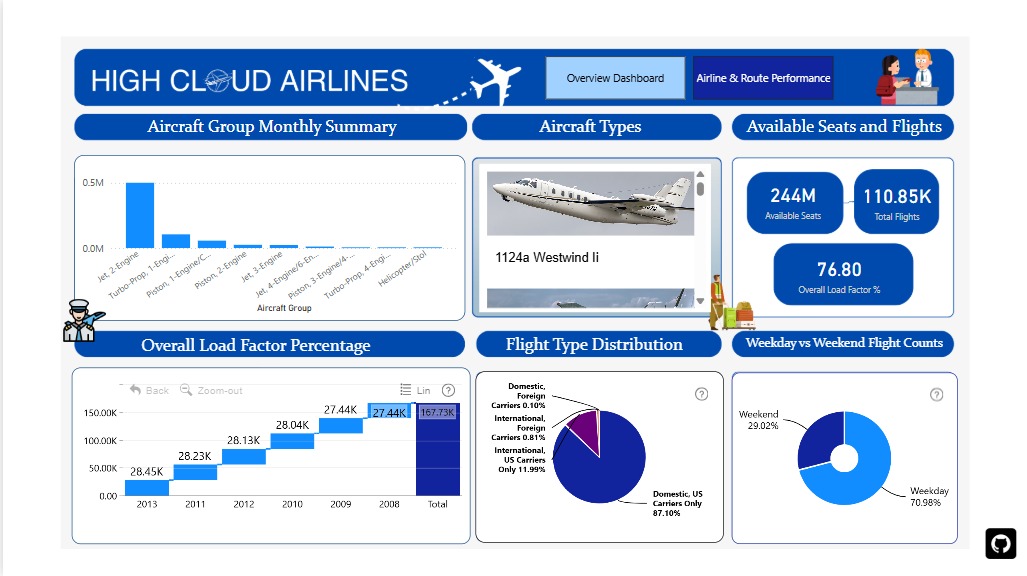 HIGH CLOUD AIRLINES
Overview Dashboard
Airline & Route Performance
Aircraft Group Monthly Summary
Aircraft Types
Available Seats and Flights
0.5M
0.0M
Jet, 2-Engine
Turbo-Prop, 1-Engi...
Piston, 1-Engine/C...
Piston, 2-Engine
Jet, 3-Engine
Jet, 4-Engine/6-En...
Piston, 3-Engine/4-...
Turbo-Prop, 4-Engi...
Helicopter/Stol
Aircraft Group
1124a Westwind Ii
244M
Available Seats
110.85K
Total Flights
76.80
Overall Load Factor %
Overall Load Factor Percentage
Flight Type Distribution
Weekday vs Weekend Flight Counts
Back
Zoom-out
Lin
?
150.00K
100.00K
50.00K
0.00
28.45K
28.23K
28.13K
28.04K
27.44K
27.44K
167.73K
2013
2011
2012
2010
2009
2008
Total
?
Domestic,
Foreign
Carriers 0.10%
International,
Foreign
Carriers 0.81%
International,
US Carriers
Only 11.99%
Domestic, US
Carriers Only
87.10%
?
Weekend
29.02%
Weekday
70.98%